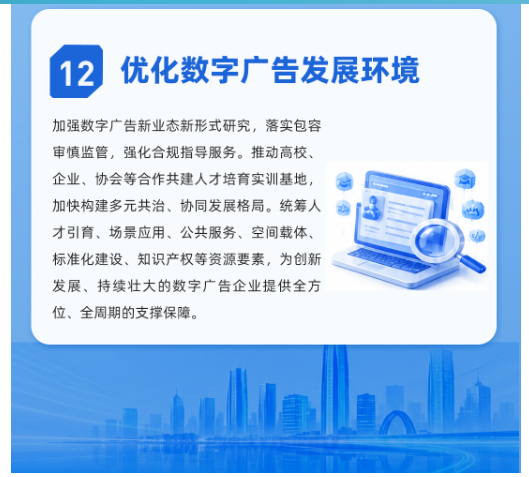 12 优化数字广告发展环境
加强数字广告新业态新形式研究，落实包容
审慎监管，强化合规指导服务。推动高校、
企业、协会等合作共建人才培育实训基地，
加快构建多元共治、协同发展格局。统筹人
才引育、场景应用、公共服务、空间载体、
标准化建设、知识产权等资源要素，为创新
发展、持续壮大的数字广告企业提供全方
位、全周期的支撑保障。